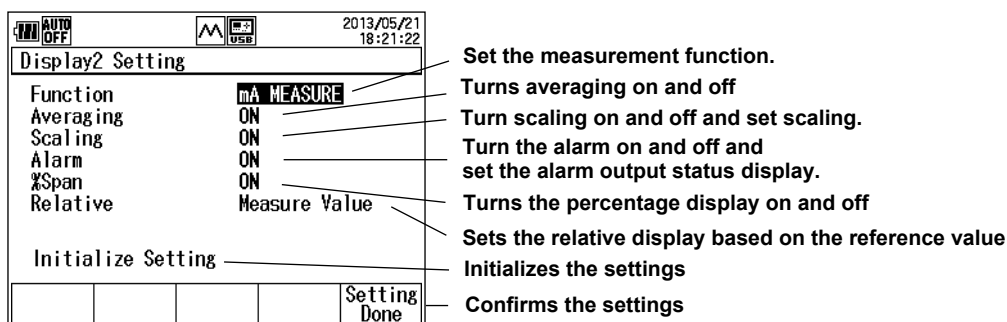 AUTO OFF USB 2013/05/21
18:21:22
Display2 Setting
Function mA MEASURE
Averaging ON
Scaling ON
Alarm ON
%Span ON
Relative Measure Value
Initialize Setting
Setting
Done
Set the measurement function.
Turns averaging on and off
Turn scaling on and off and set scaling.
Turn the alarm on and off and
set the alarm output status display.
Turns the percentage display on and off
Sets the relative display based on the reference value
Initializes the settings
Confirms the settings